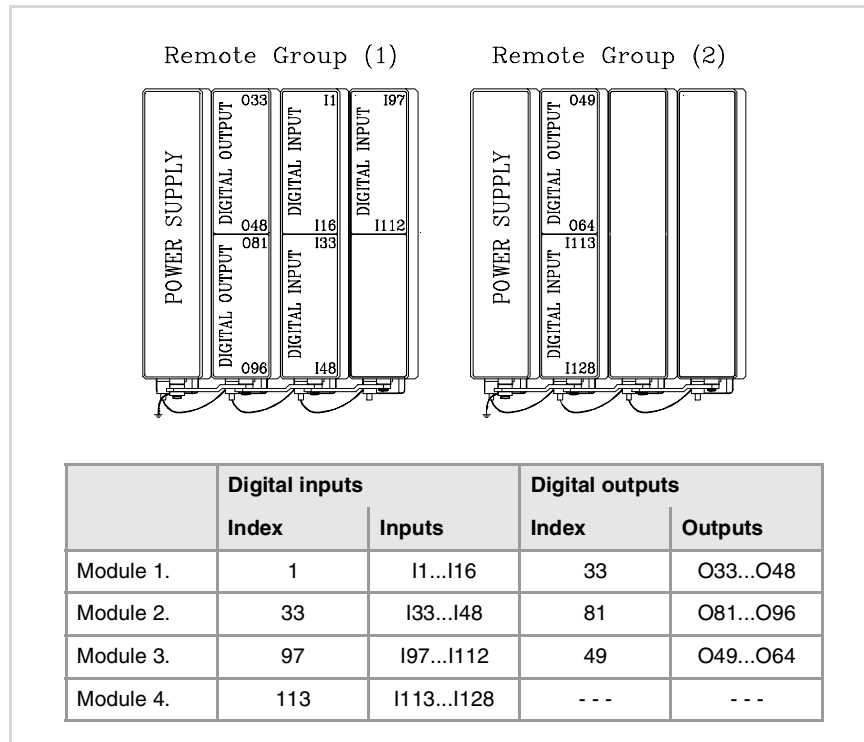 Remote Group (1)
Remote Group (2)
POWER SUPPLY
DIGITAL OUTPUT
O33
O48
DIGITAL OUTPUT
O81
O96
DIGITAL INPUT
I1
I16
DIGITAL INPUT
I33
I48
DIGITAL INPUT
I97
I112
POWER SUPPLY
DIGITAL OUTPUT
O49
O64
DIGITAL INPUT
I113
I128
Digital inputs Digital outputs
Index Inputs Index Outputs
Module 1. 1 I1...I16 33 O33...O48
Module 2. 33 I33...I48 81 O81...O96
Module 3. 97 I97...I112 49 O49...O64
Module 4. 113 I113...I128 - - - - - -